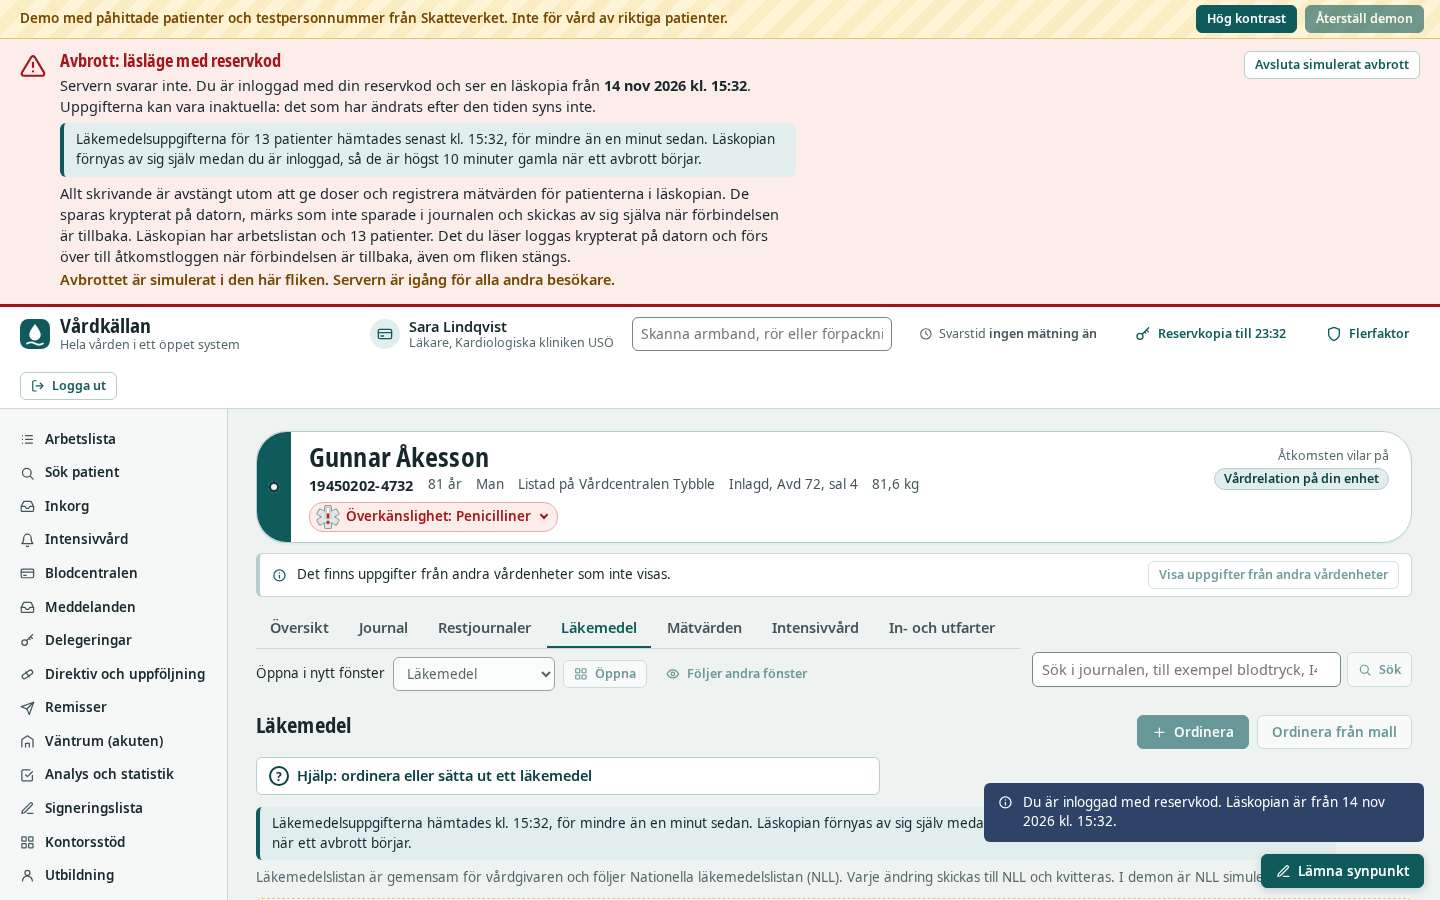 Demo med påhittade patienter och testpersonnummer från Skatteverket. Inte för vård av riktiga patienter.
Hög kontrast
Återställ demon
Avbrott: läsläge med reservkod
Avsluta simulerat avbrott
Servern svarar inte. Du är inloggad med din reservkod och ser en läskopia från 14 nov 2026 kl. 15:32.
Uppgifterna kan vara inaktuella: det som har ändrats efter den tiden syns inte.
Läkemedelsuppgifterna för 13 patienter hämtades senast kl. 15:32, för mindre än en minut sedan. Läskopian
förnyas av sig själv medan du är inloggad, så de är högst 10 minuter gamla när ett avbrott börjar.
Allt skrivande är avstängt utom att ge doser och registrera mätvärden för patienterna i läskopian. De
sparas krypterat på datorn, märks som inte sparade i journalen och skickas av sig själva när förbindelsen
är tillbaka. Läskopian har arbetslistan och 13 patienter. Det du läser loggas krypterat på datorn och förs
över till åtkomstloggen när förbindelsen är tillbaka, även om fliken stängs.
Avbrottet är simulerat i den här fliken. Servern är igång för alla andra besökare.
Vårdkällan
Hela vården i ett öppet system
Sara Lindqvist
Läkare, Kardiologiska kliniken USÖ
Skanna armband, rör eller förpackni
Svarstid ingen mätning än
Reservkopia till 23:32
Flerfaktor
Logga ut
Arbetslista
Sök patient
Inkorg
Intensivvård
Blodcentralen
Meddelanden
Delegeringar
Direktiv och uppföljning
Remisser
Väntrum (akuten)
Analys och statistik
Signeringslista
Kontorsstöd
Utbildning
Gunnar Åkesson
19450202-4732 81 år Man Listad på Vårdcentralen Tybble Inlagd, Avd 72, sal 4 81,6 kg
Överkänslighet: Penicilliner
Åtkomsten vilar på
Vårdrelation på din enhet
Det finns uppgifter från andra vårdenheter som inte visas.
Visa uppgifter från andra vårdenheter
Översikt
Journal
Restjournaler
Läkemedel
Mätvärden
Intensivvård
In- och utfarter
Öppna i nytt fönster
Läkemedel
Öppna
Följer andra fönster
Sök i journalen, till exempel blodtryck, I
Sök
Läkemedel
Ordinera
Ordinera från mall
Hjälp: ordinera eller sätta ut ett läkemedel
Läkemedelsuppgifterna hämtades kl. 15:32, för mindre än en minut sedan. Läskopian förnyas av sig själv meda
när ett avbrott börjar.
Du är inloggad med reservkod. Läskopian är från 14 nov
2026 kl. 15:32.
Läkemedelslistan är gemensam för vårdgivaren och följer Nationella läkemedelslistan (NLL). Varje ändring skickas till NLL och kvitteras. I demon är NLL simule
Lämna synpunkt